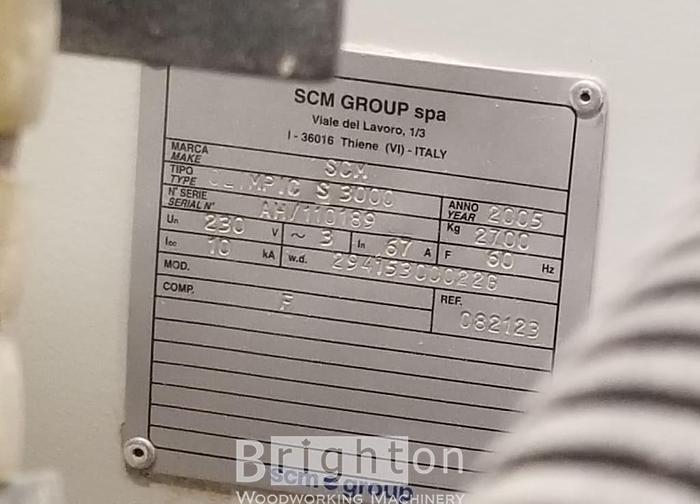 SCM GROUP spa
Viale del Lavoro, 1/3
I - 36016 Thiene (VI) - ITALY
MARCA
MAKE SCM
TIPO
TYPE OLIMPIC S 3000
N° SERIE
SERIAL N° AH/110189
ANNO
YEAR 2005
Un 230 V ~ 3 In 67 A
Kg 2700
Icc 10 kA w.d. 29415300022G
F 60 Hz
MOD.
COMP. F
REF. 082123
Brighton
scm group
WOODWORKING MACHINERY